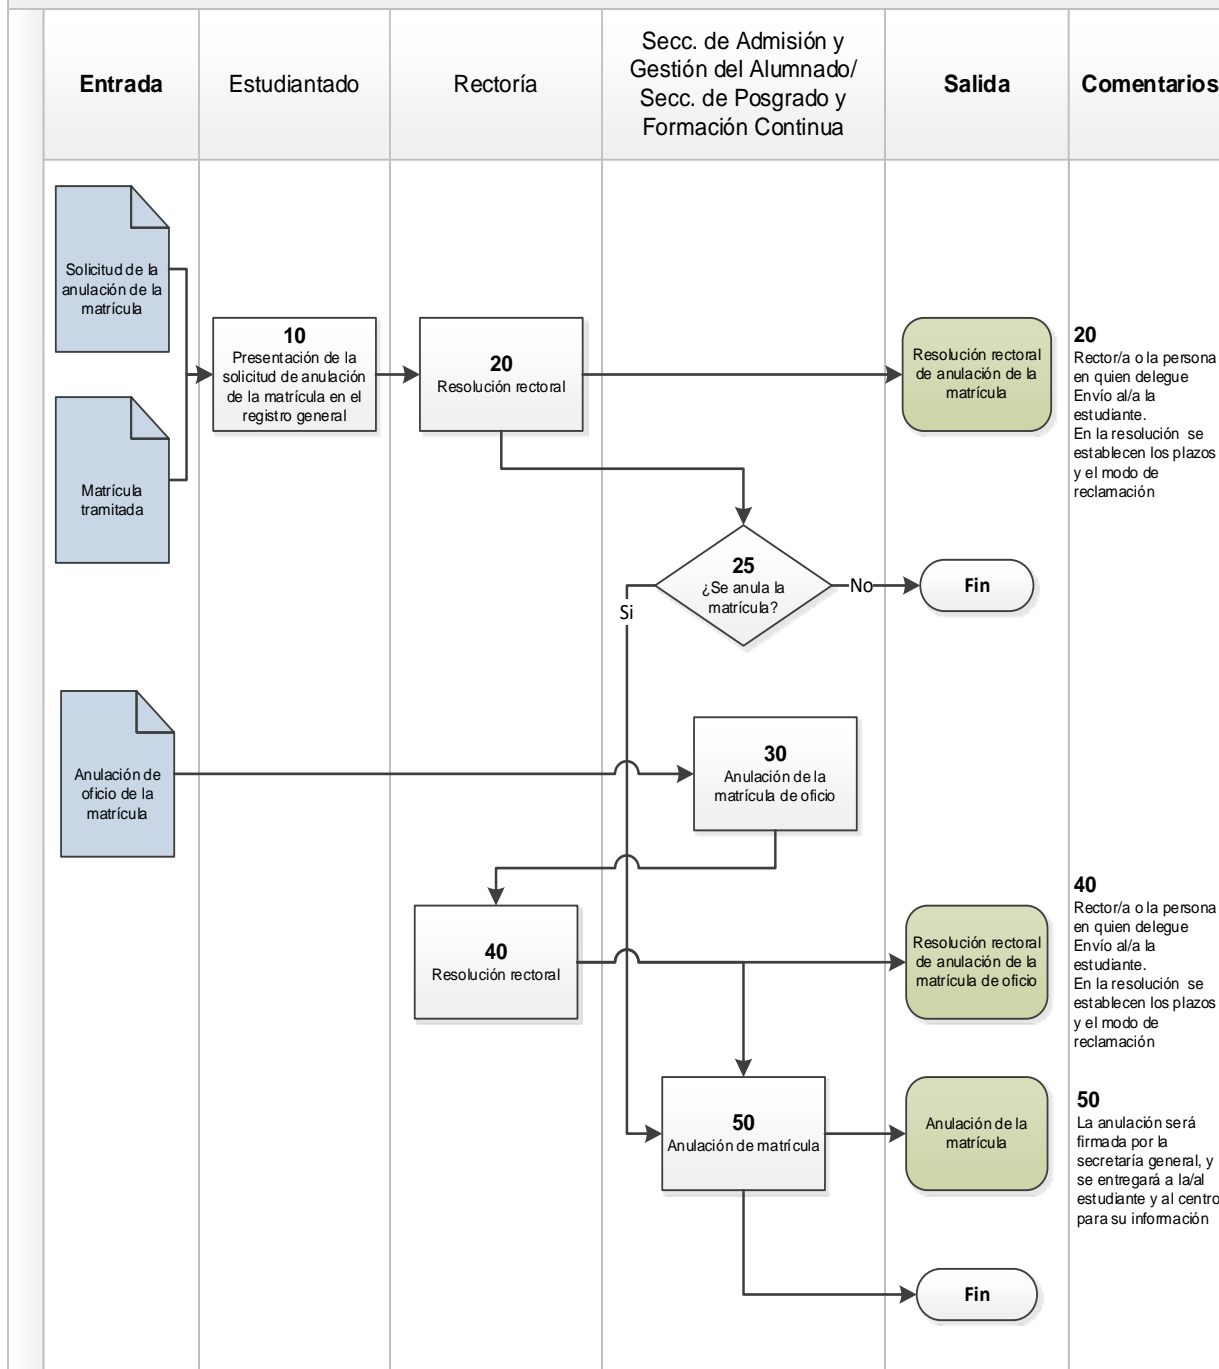 Entrada
Estudiantado
Rectoría
Secc. de Admisión y
Gestión del Alumnado/
Secc. de Posgrado y
Formación Continua
Salida
Comentarios
Solicitud de la
anulación de la
matrícula
Matrícula
tramitada
10
Presentación de la
solicitud de anulación
de la matrícula en el
registro general
20
Resolución rectoral
Resolución rectoral
de anulación de la
matrícula
20
Rector/a o la persona
en quien delegue
Envío al/a la
estudiante.
En la resolución se
establecen los plazos
y el modo de
reclamación
25
¿Se anula la
matrícula?
No
Fin
Si
Anulación de
oficio de la
matrícula
30
Anulación de la
matrícula de oficio
40
Resolución rectoral
Resolución rectoral
de anulación de la
matrícula de oficio
40
Rector/a o la persona
en quien delegue
Envío al/a la
estudiante.
En la resolución se
establecen los plazos
y el modo de
reclamación
50
Anulación de matrícula
Anulación de la
matrícula
50
La anulación será
firmada por la
secretaría general, y
se entregará a la/al
estudiante y al centro
para su información
Fin